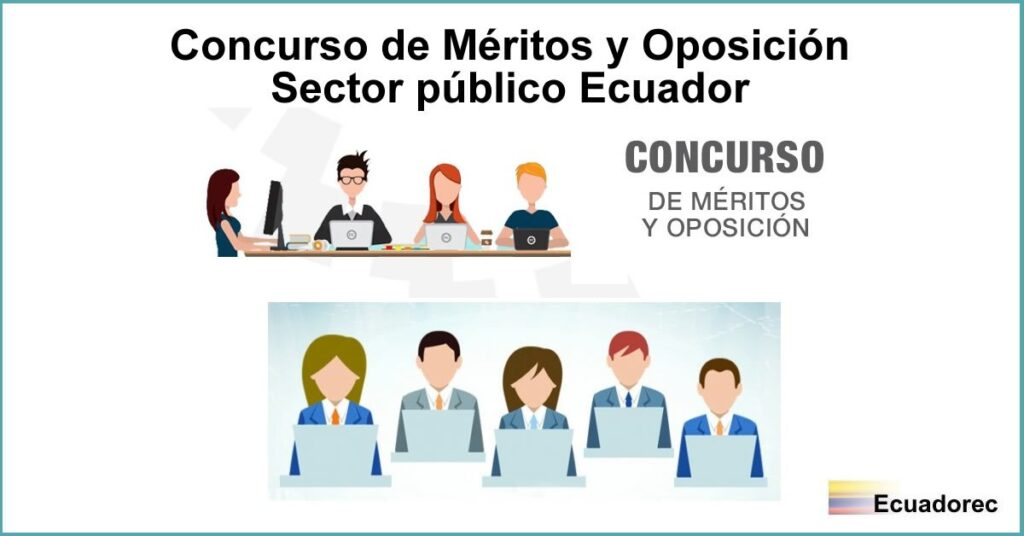 Concurso de Méritos y Oposición
Sector público Ecuador
CONCURSO
DE MÉRITOS
Y OPOSICIÓN
Ecuadorec